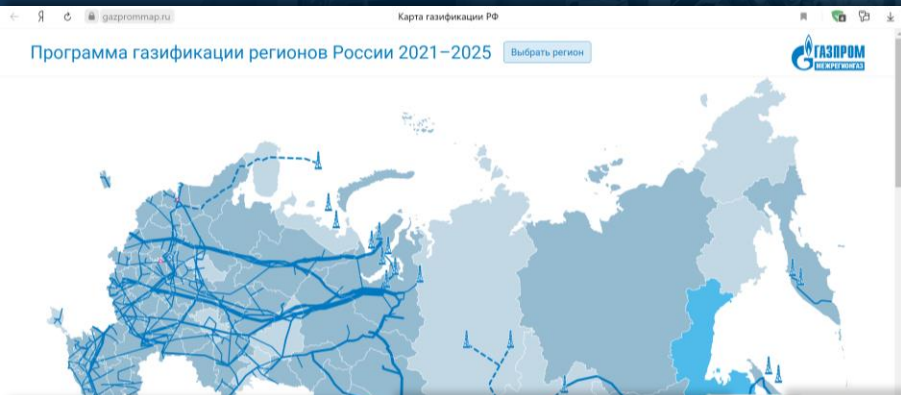 Я gazprommap.ru Карта газификации РФ
Программа газификации регионов России 2021–2025 Выбрать регион
ГАЗПРОМ
МЕЖРЕГИОНГАЗ